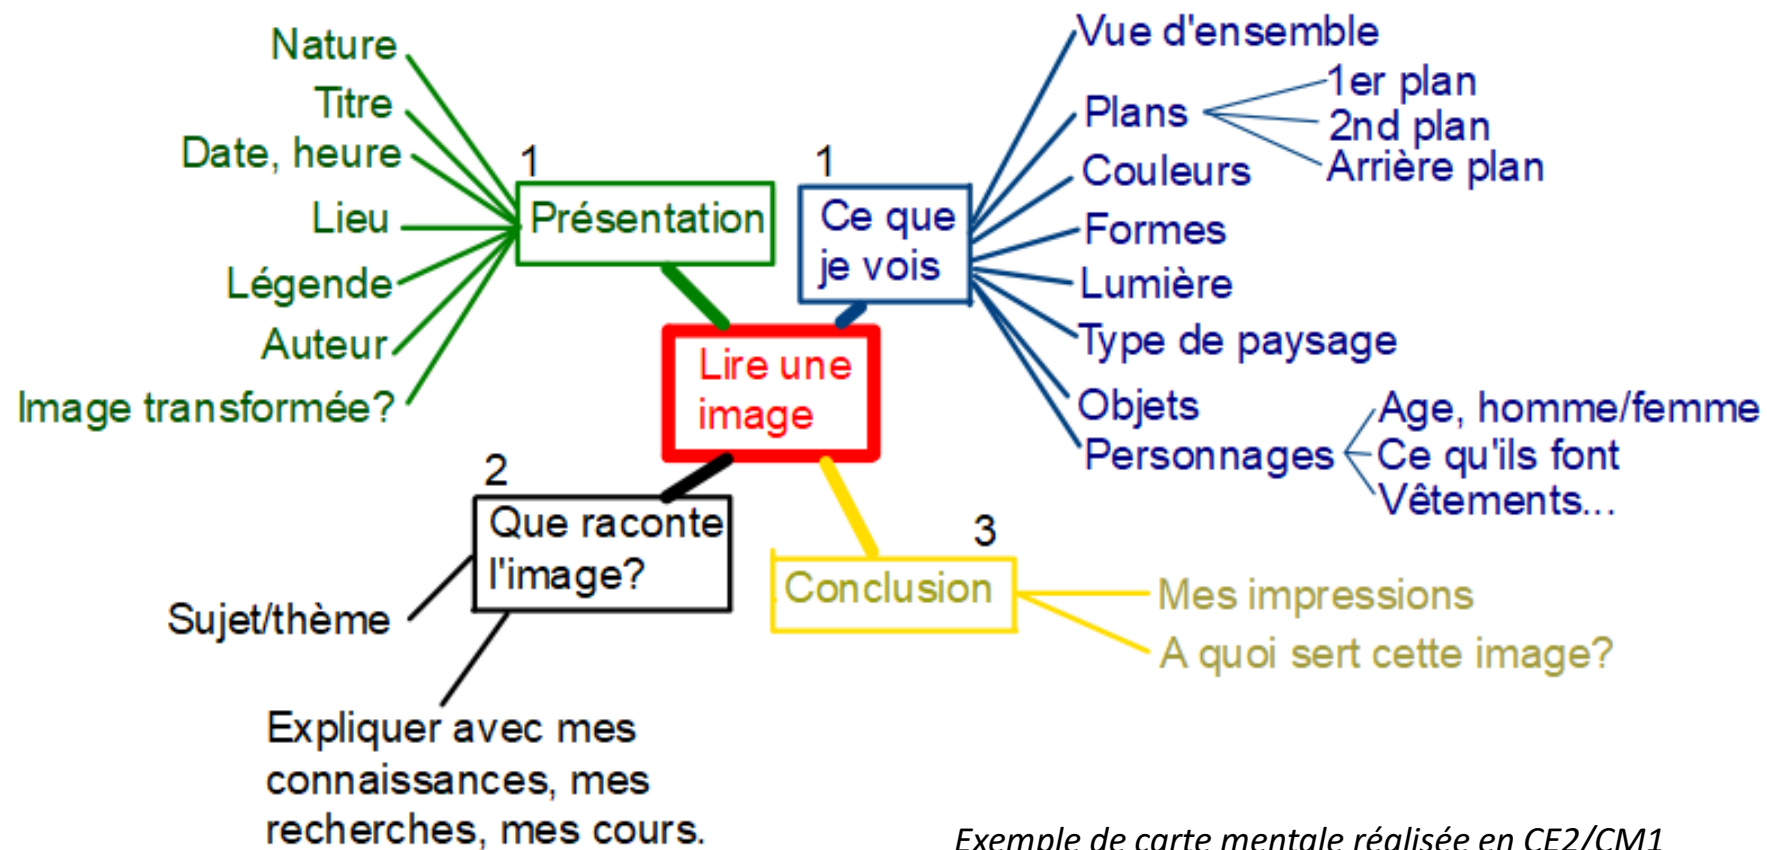 Nature
Titre
Date, heure
Lieu
Légende
Auteur
Image transformée?
1
Présentation
1
Ce que
je vois
Vue d'ensemble
Plans
1er plan
2nd plan
Arrière plan
Couleurs
Formes
Lumière
Type de paysage
Objets
Personnages
Age, homme/femme
Ce qu'ils font
Vêtements...
Lire une
image
2
Que raconte
l'image?
Sujet/thème
Expliquer avec mes
connaissances, mes
recherches, mes cours.
3
Conclusion
Mes impressions
A quoi sert cette image?
Exemple de carte mentale réalisée en CE2/CM1